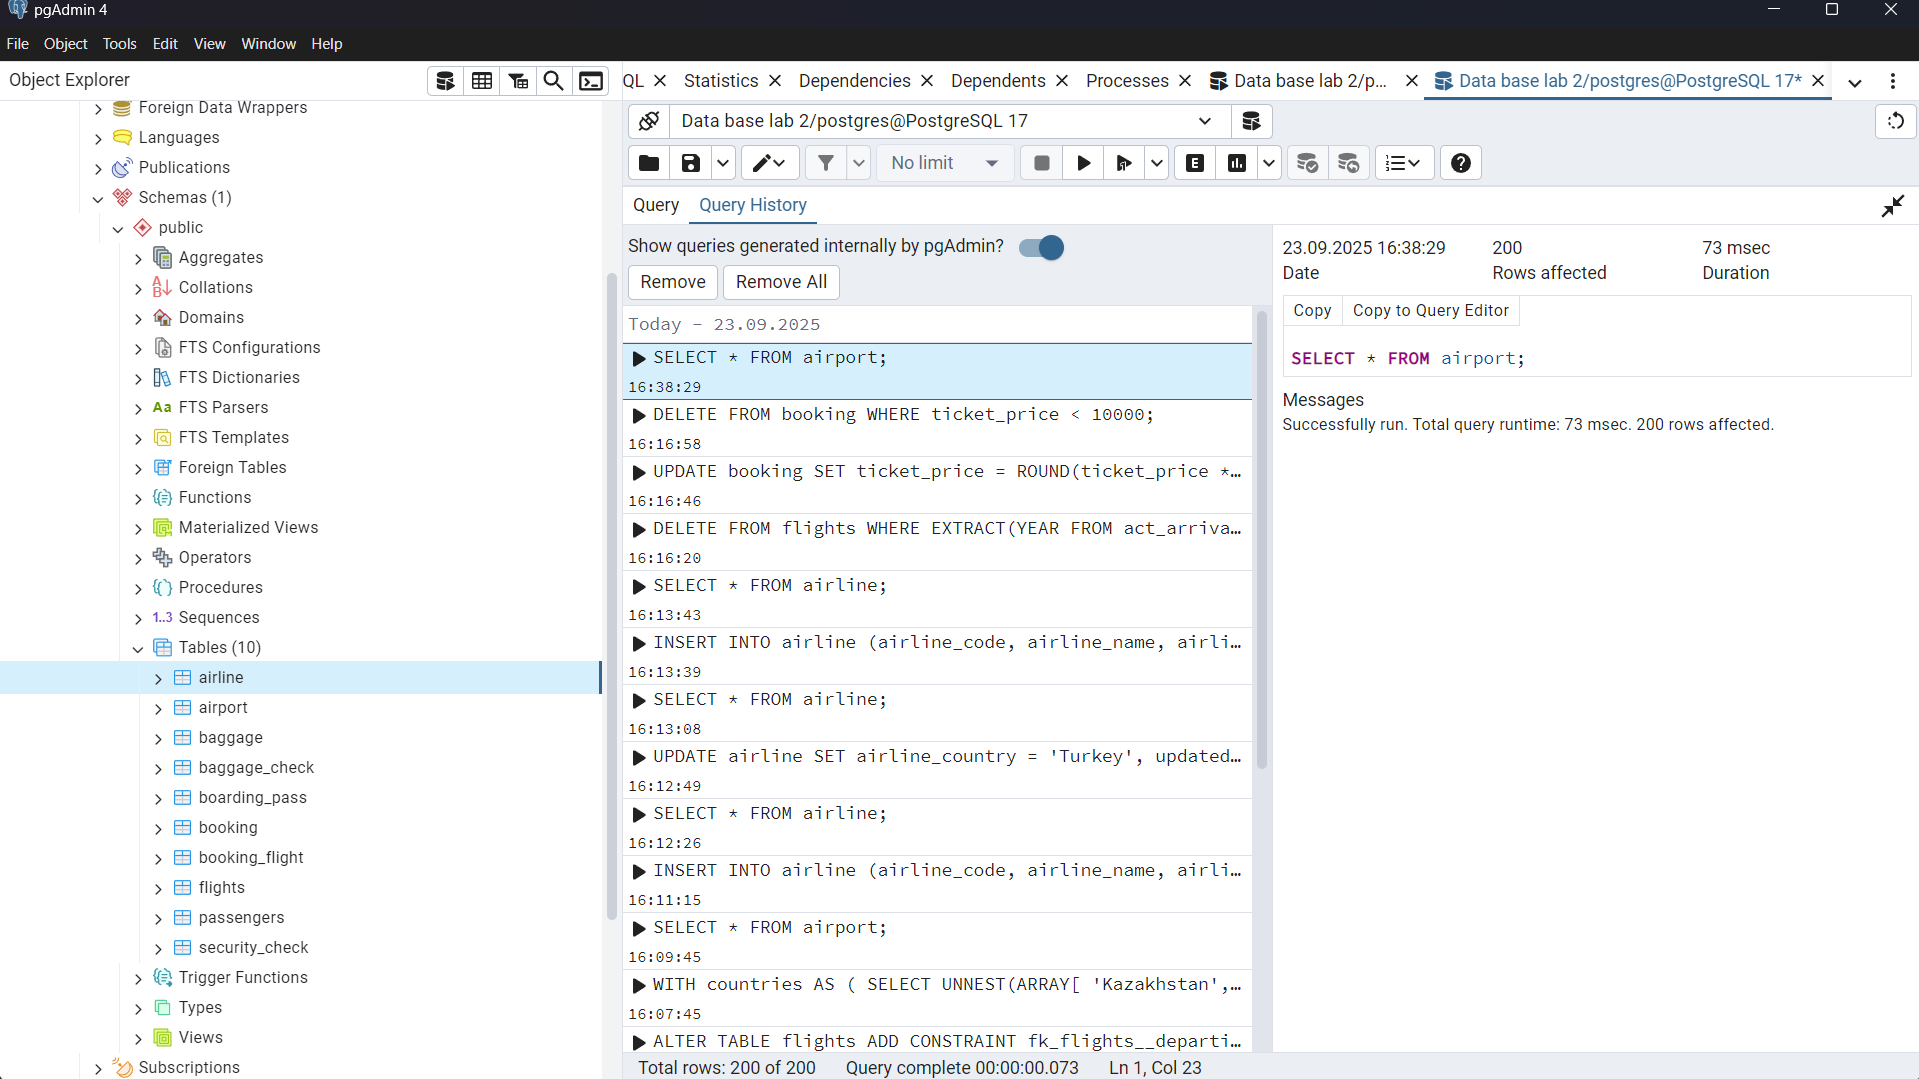 pgAdmin 4
File Object Tools Edit View Window Help
Object Explorer
QL Statistics Dependencies Dependents Processes Data base lab 2/p... Data base lab 2/postgres@PostgreSQL 17*
Foreign Data Wrappers
Languages
Publications
Schemas (1)
public
Aggregates
Collations
Domains
FTS Configurations
FTS Dictionaries
Aa FTS Parsers
FTS Templates
Foreign Tables
Functions
Materialized Views
Operators
Procedures
1..3 Sequences
Tables (10)
airline
airport
baggage
baggage_check
boarding_pass
booking
booking_flight
flights
passengers
security_check
Trigger Functions
Types
Views
Subscriptions
Data base lab 2/postgres@PostgreSQL 17
No limit
E
Query Query History
Show queries generated internally by pgAdmin?
Remove Remove All
Today - 23.09.2025
SELECT * FROM airport;
16:38:29
DELETE FROM booking WHERE ticket_price < 10000;
16:16:58
UPDATE booking SET ticket_price = ROUND(ticket_price *…
16:16:46
DELETE FROM flights WHERE EXTRACT(YEAR FROM act_arriva…
16:16:20
SELECT * FROM airline;
16:13:43
INSERT INTO airline (airline_code, airline_name, airli…
16:13:39
SELECT * FROM airline;
16:13:08
UPDATE airline SET airline_country = 'Turkey', updated…
16:12:49
SELECT * FROM airline;
16:12:26
INSERT INTO airline (airline_code, airline_name, airli…
16:11:15
SELECT * FROM airport;
16:09:45
WITH countries AS ( SELECT UNNEST(ARRAY[ 'Kazakhstan',…
16:07:45
ALTER TABLE flights ADD CONSTRAINT fk_flights__departi…
23.09.2025 16:38:29 200 73 msec
Date Rows affected Duration
Copy Copy to Query Editor
SELECT * FROM airport;
Messages
Successfully run. Total query runtime: 73 msec. 200 rows affected.
Total rows: 200 of 200 Query complete 00:00:00.073 Ln 1, Col 23